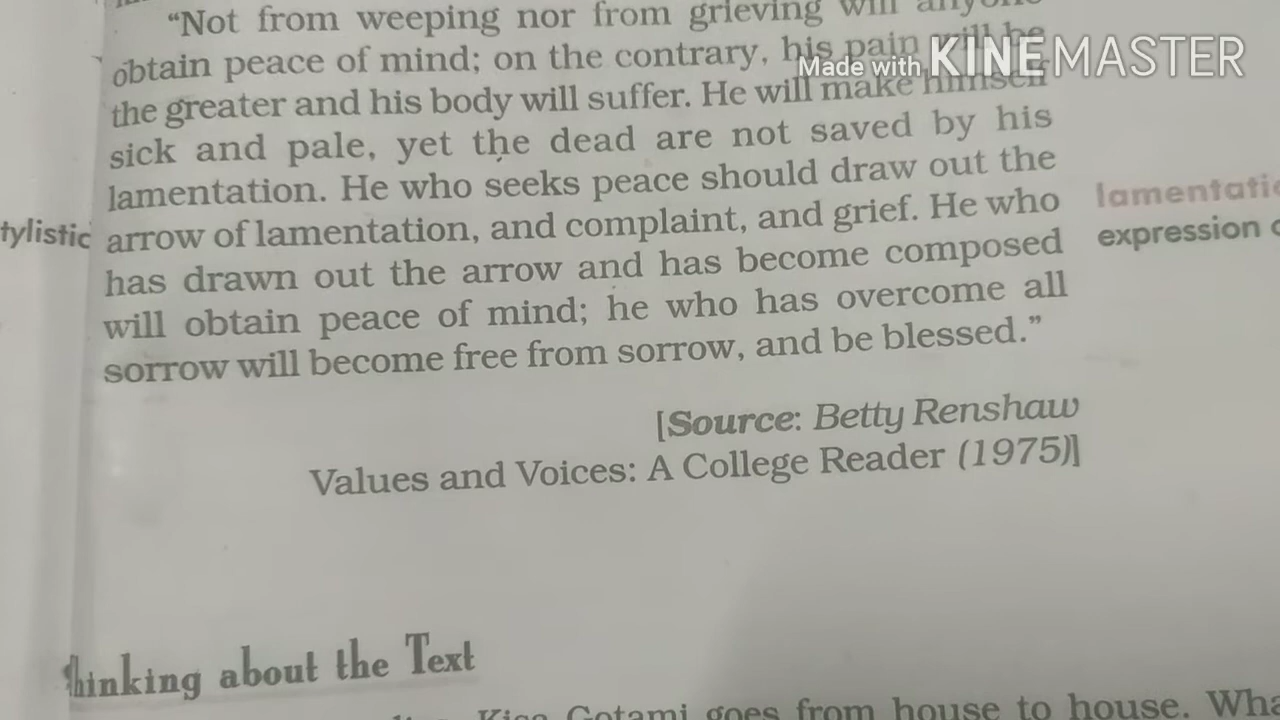 “Not from weeping nor from grieving will anyone
obtain peace of mind; on the contrary, his pain will be
Made with KINEMASTER
the greater and his body will suffer. He will make himself
sick and pale, yet the dead are not saved by his
lamentation. He who seeks peace should draw out the
lamentatio
tylistic arrow of lamentation, and complaint, and grief. He who
expression
has drawn out the arrow and has become composed
will obtain peace of mind; he who has overcome all
sorrow will become free from sorrow, and be blessed.”
[Source: Betty Renshaw
Values and Voices: A College Reader (1975)]
hinking about the Text
Gotami goes from house to house. Wha